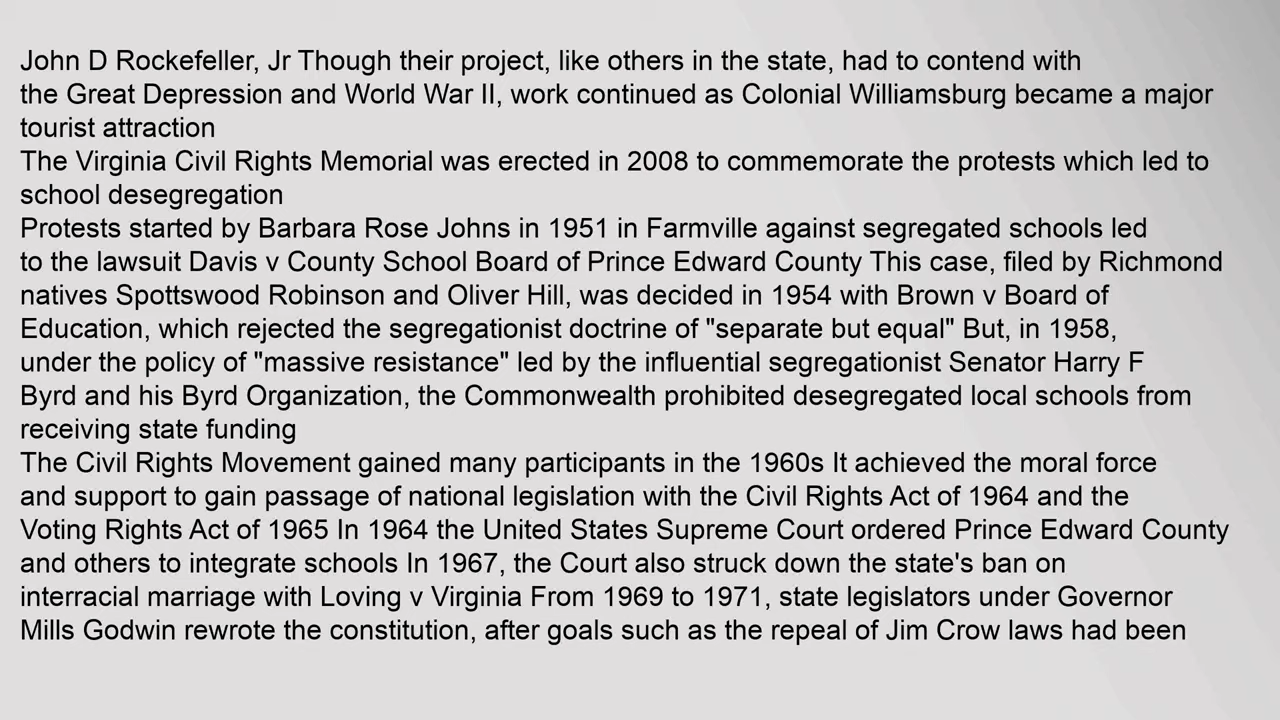 John D Rockefeller, Jr Though their project, like others in the state, had to contend with
the Great Depression and World War II, work continued as Colonial Williamsburg became a major
tourist attraction
The Virginia Civil Rights Memorial was erected in 2008 to commemorate the protests which led to
school desegregation
Protests started by Barbara Rose Johns in 1951 in Farmville against segregated schools led
to the lawsuit Davis v County School Board of Prince Edward County This case, filed by Richmond
natives Spottswood Robinson and Oliver Hill, was decided in 1954 with Brown v Board of
Education, which rejected the segregationist doctrine of "separate but equal" But, in 1958,
under the policy of "massive resistance" led by the influential segregationist Senator Harry F
Byrd and his Byrd Organization, the Commonwealth prohibited desegregated local schools from
receiving state funding
The Civil Rights Movement gained many participants in the 1960s It achieved the moral force
and support to gain passage of national legislation with the Civil Rights Act of 1964 and the
Voting Rights Act of 1965 In 1964 the United States Supreme Court ordered Prince Edward County
and others to integrate schools In 1967, the Court also struck down the state's ban on
interracial marriage with Loving v Virginia From 1969 to 1971, state legislators under Governor
Mills Godwin rewrote the constitution, after goals such as the repeal of Jim Crow laws had been